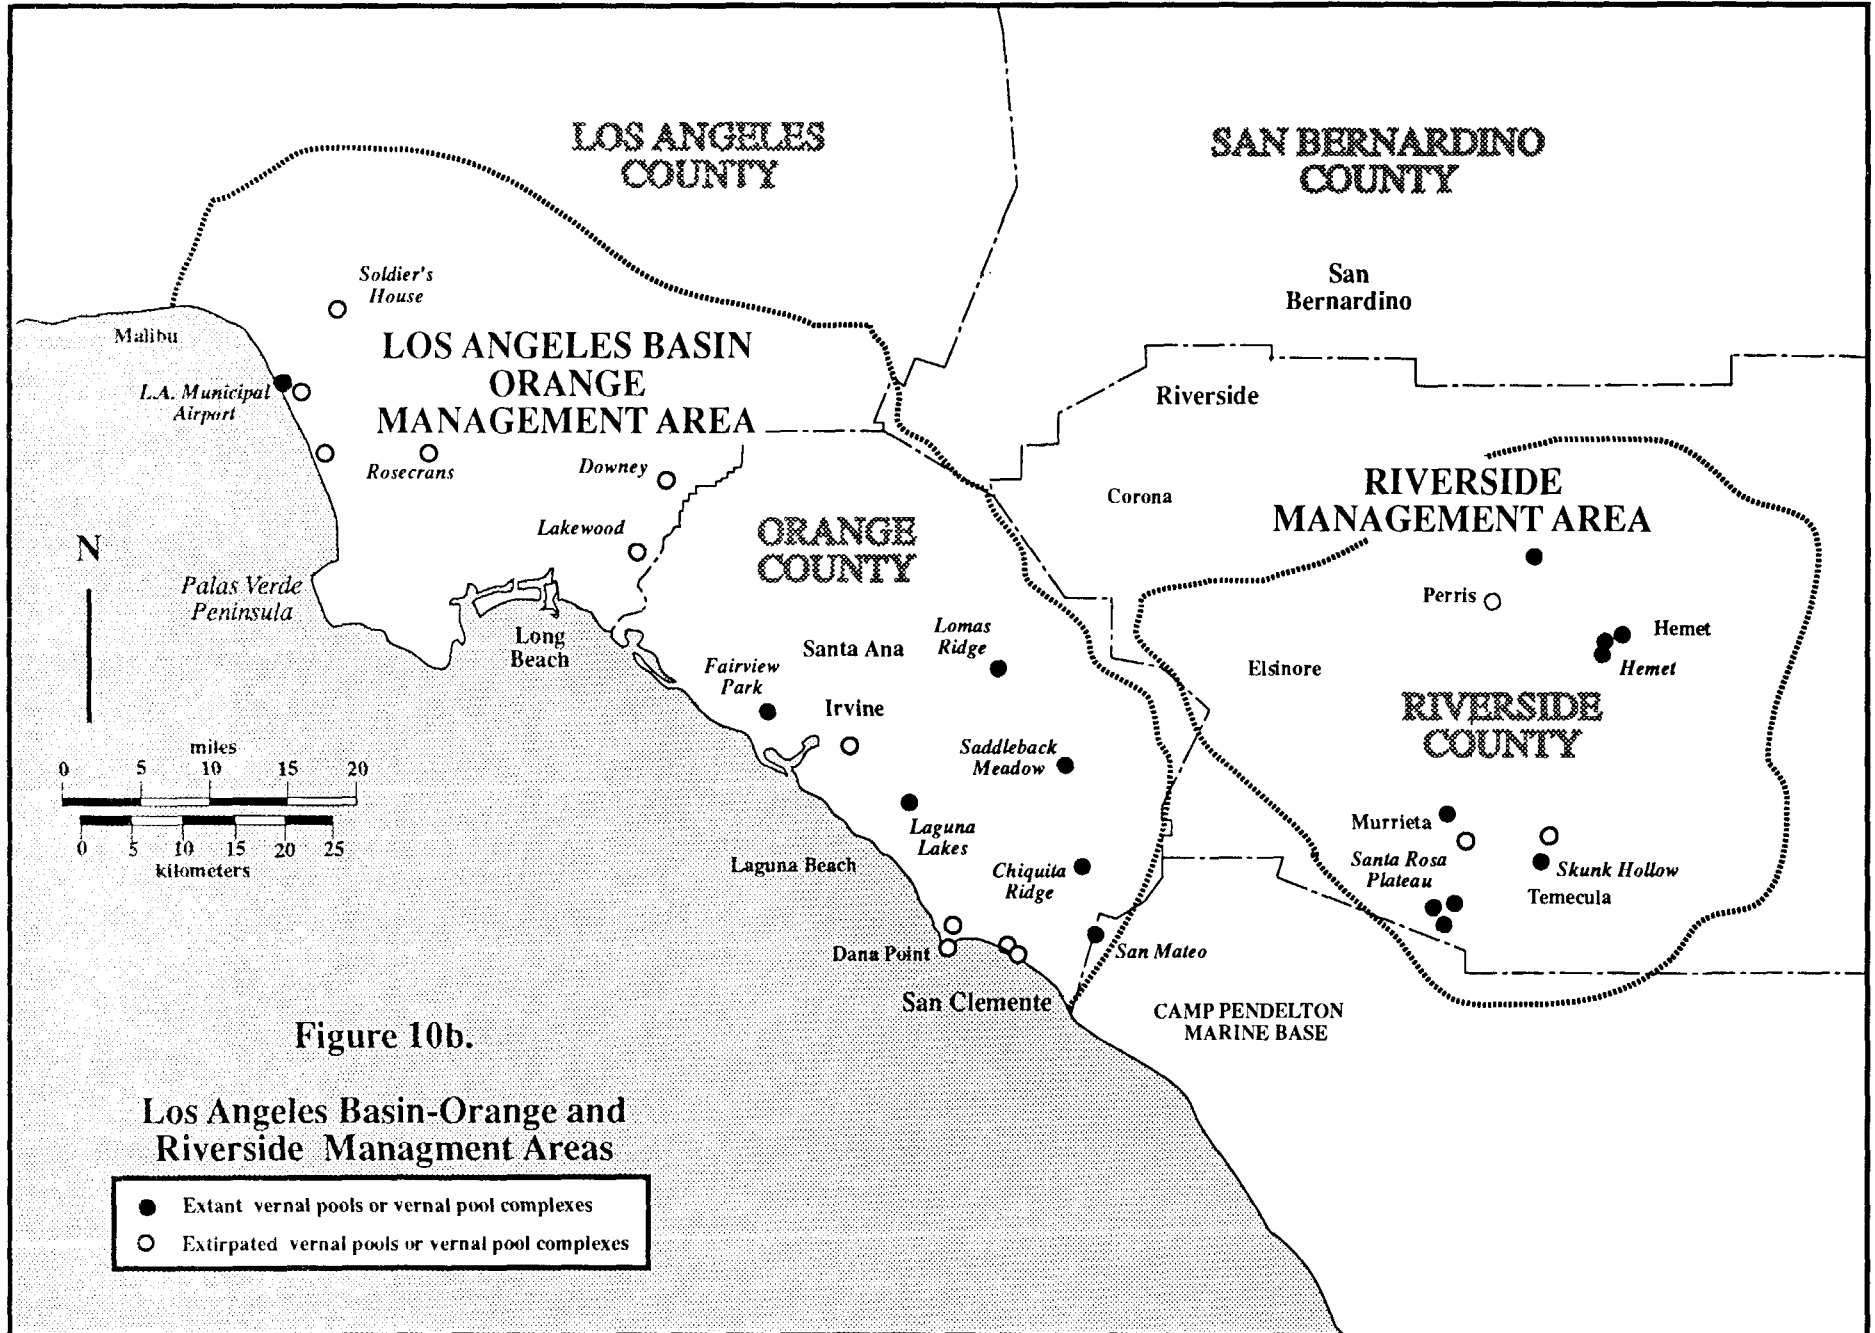 LOS ANGELES
COUNTY
SAN BERNARDINO
COUNTY
San
Bernardino
Soldier's
House
Malibu
LOS ANGELES BASIN
ORANGE
MANAGEMENT AREA
L.A. Municipal
Airport
Rosecrans
Downey
Lakewood
Riverside
Corona
RIVERSIDE
MANAGEMENT AREA
ORANGE
COUNTY
N
Palas Verde
Peninsula
Long
Beach
Perris
Hemet
Hemet
Santa Ana
Lomas
Ridge
Fairview
Park
Irvine
Elsinore
RIVERSIDE
COUNTY
Saddleback
Meadow
miles
0 5 10 15 20
0 5 10 15 20 25
kilometers
Laguna
Lakes
Laguna Beach
Chiquita
Ridge
Murrieta
Santa Rosa
Plateau
Skunk Hollow
Temecula
Dana Point
San Mateo
San Clemente
CAMP PENDELTON
MARINE BASE
Figure 10b.
Los Angeles Basin-Orange and
Riverside Managment Areas
Extant vernal pools or vernal pool complexes
Extirpated vernal pools or vernal pool complexes